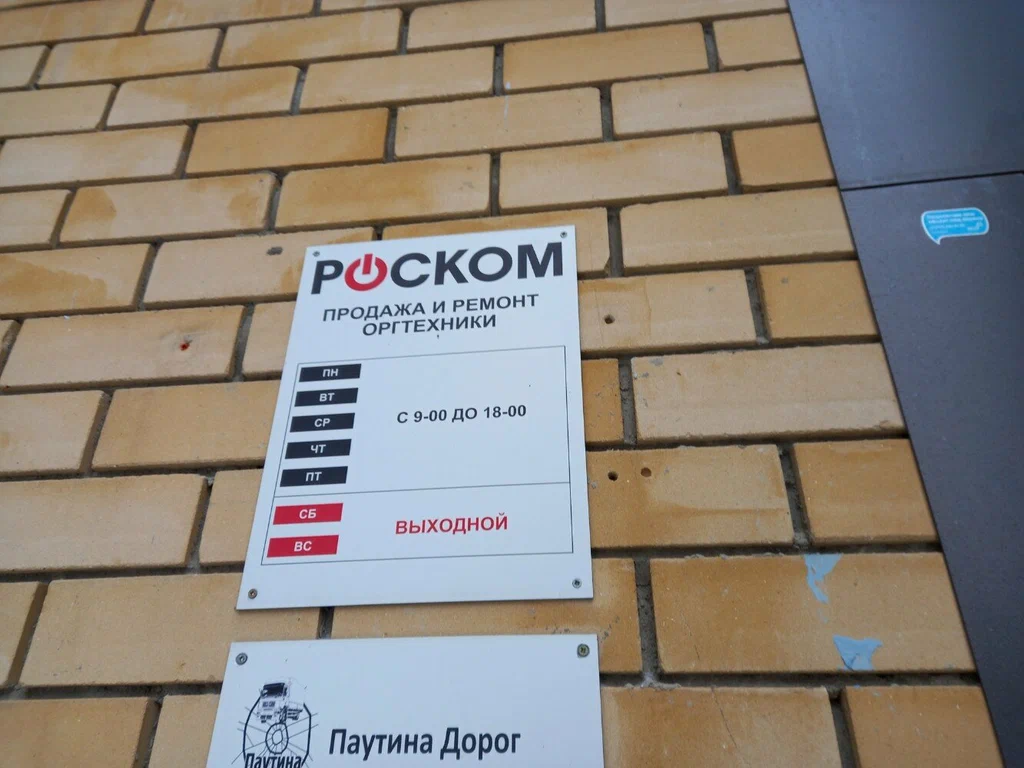 РОСКОМ
ПРОДАЖА И РЕМОНТ
ОРГТЕХНИКИ
ПН
ВТ
СР
ЧТ
ПТ
С 9-00 ДО 18-00
СБ
ВС
ВЫХОДНОЙ
Паутина
Паутина Дорог